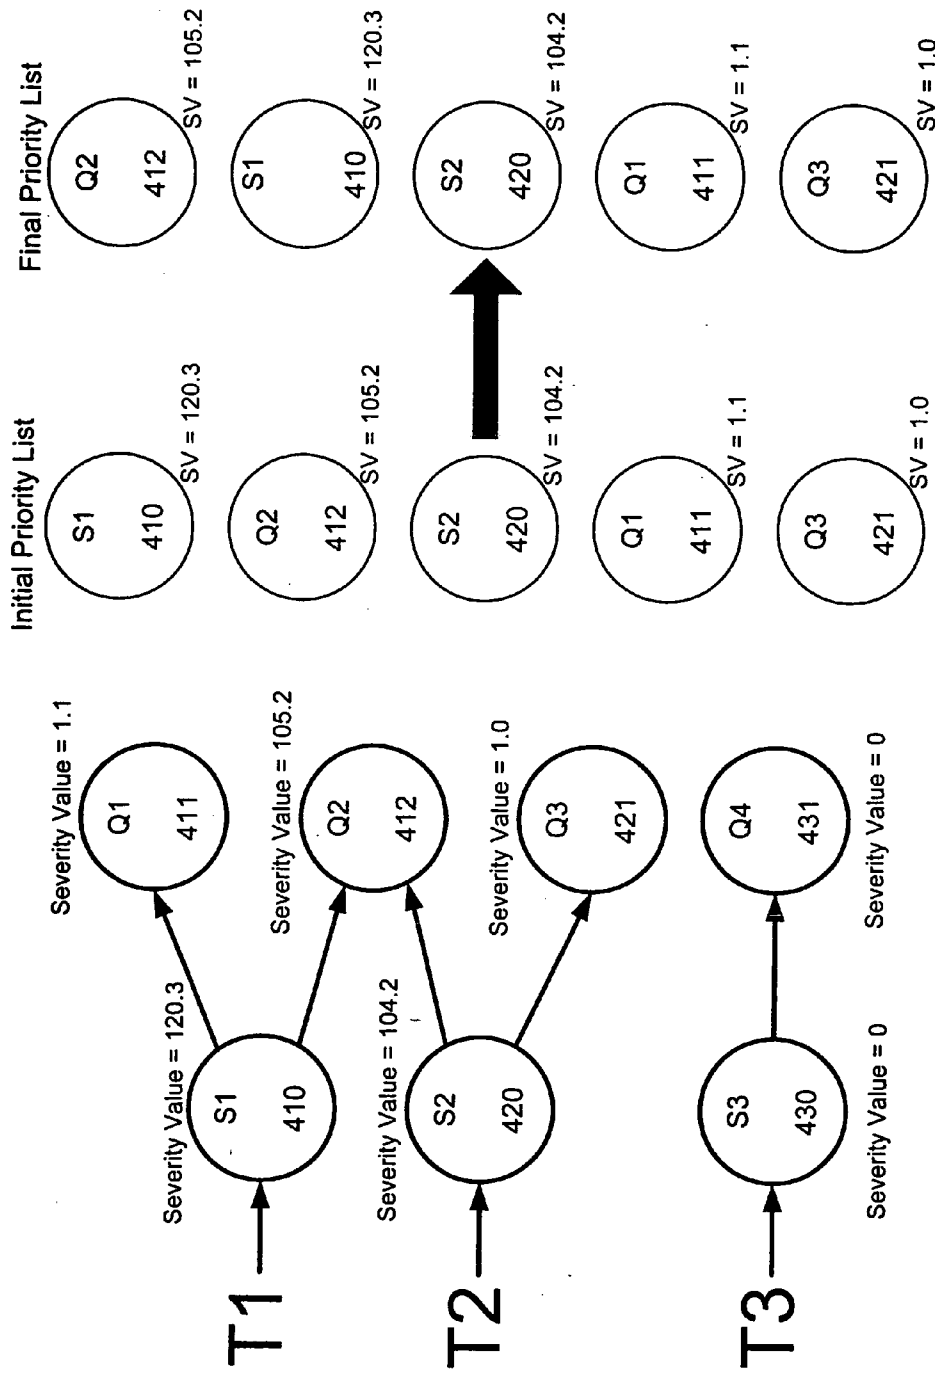 T1
Severity Value = 120.3
S1
410
Severity Value = 1.1
Q1
411
T2
Severity Value = 104.2
S2
420
Severity Value = 105.2
Q2
412
Severity Value = 1.0
Q3
421
T3
S3
430
Severity Value = 0
Q4
431
Severity Value = 0
Initial Priority List
S1
410
SV = 120.3
Q2
412
SV = 105.2
S2
420
SV = 104.2
Q1
411
SV = 1.1
Q3
421
SV = 1.0
Final Priority List
Q2
412
SV = 105.2
S1
410
SV = 120.3
S2
420
SV = 104.2
Q1
411
SV = 1.1
Q3
421
SV = 1.0